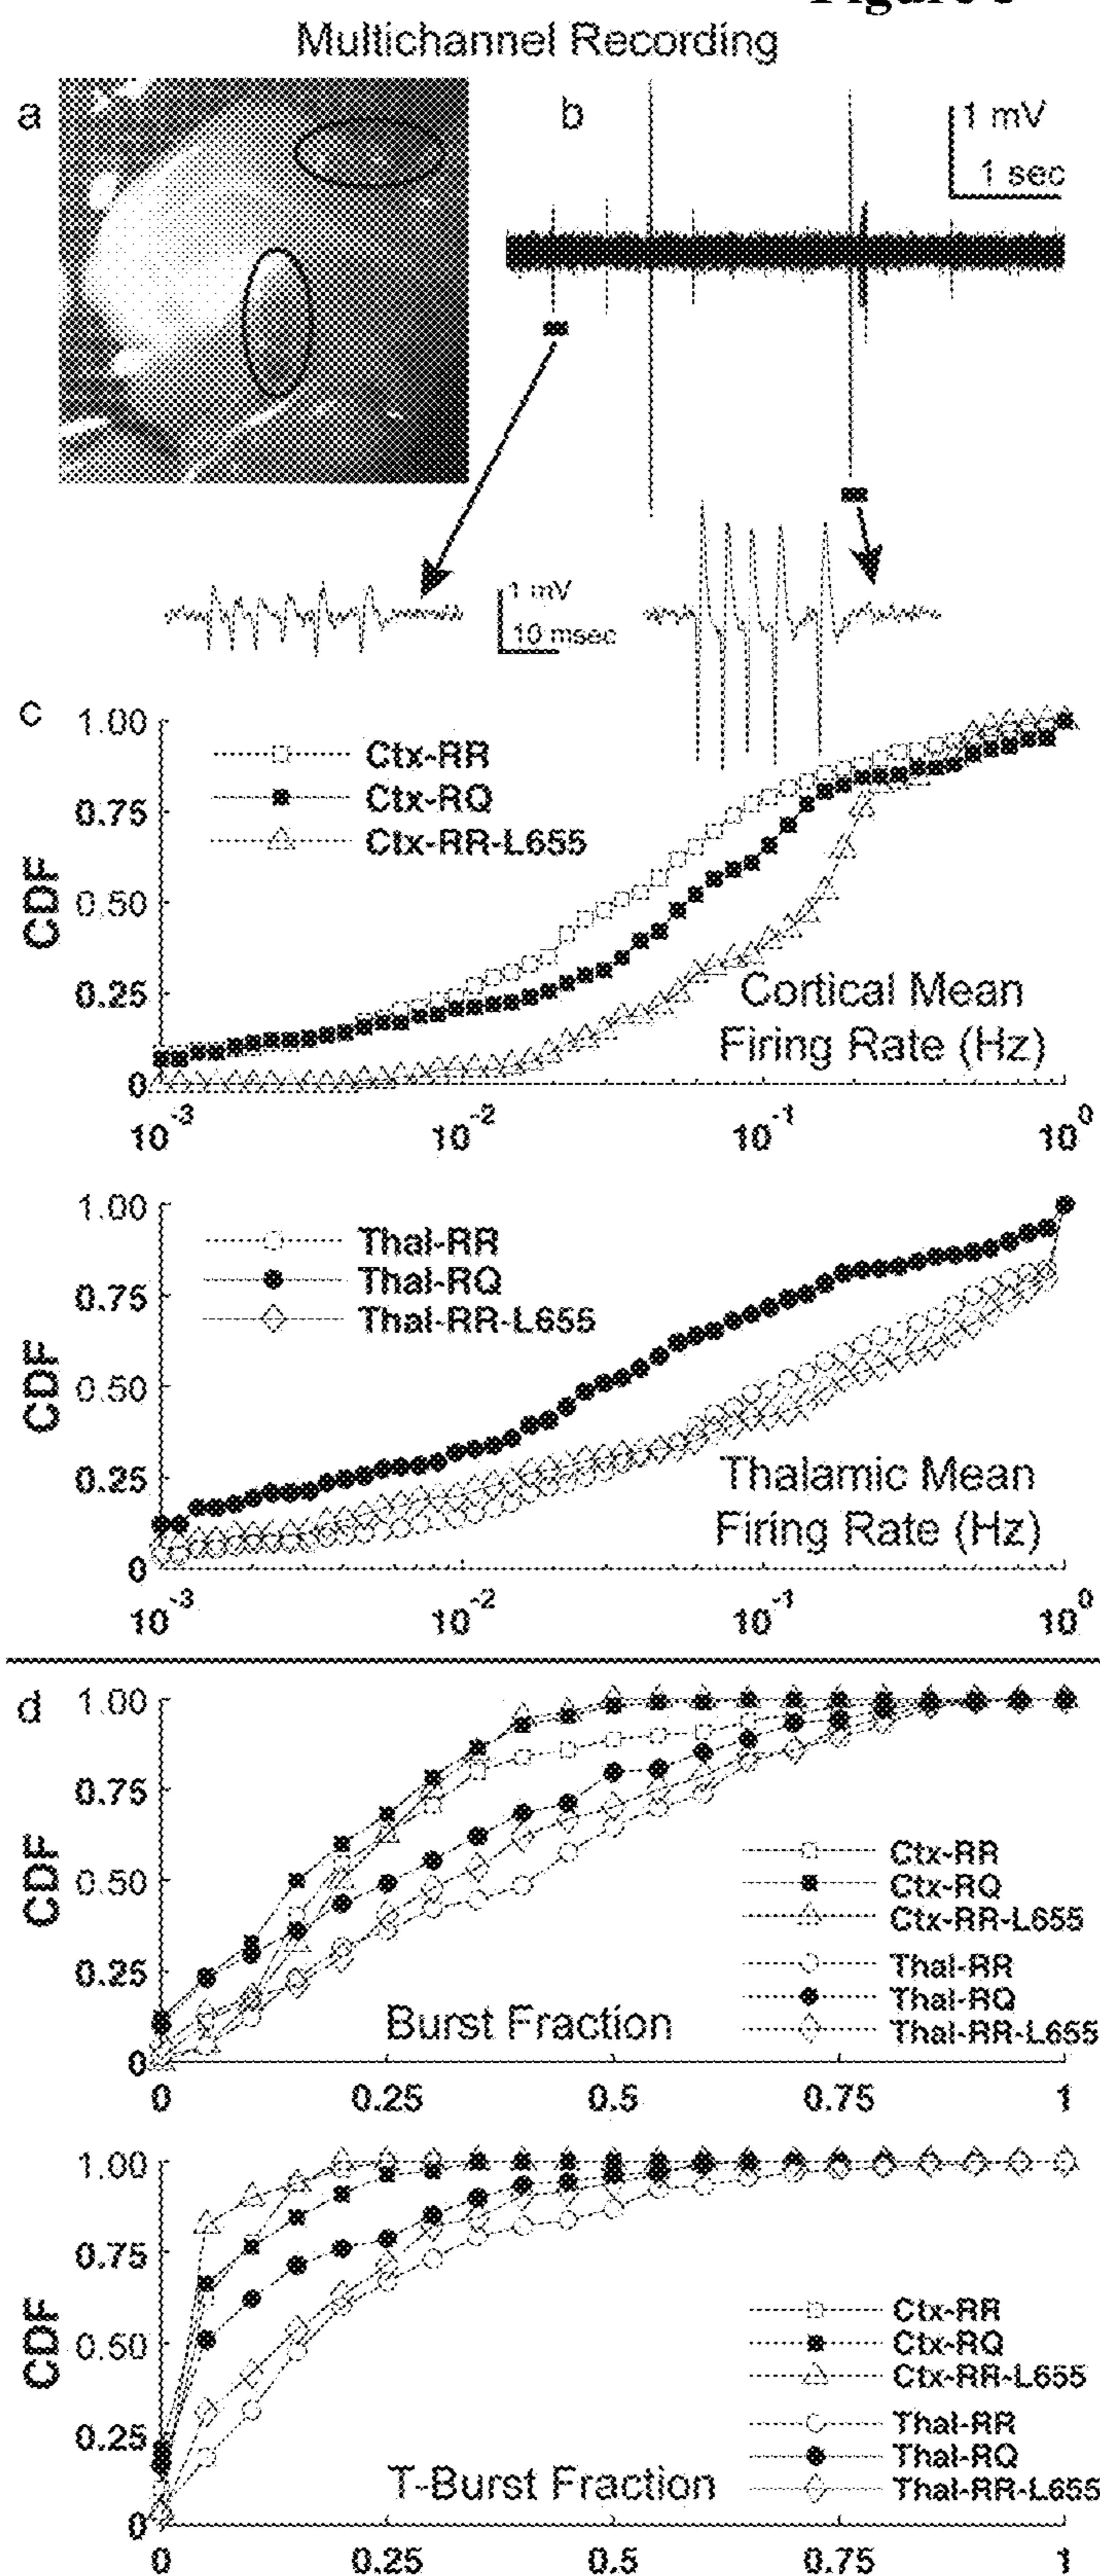 Multichannel Recording
a
b
1 mV
1 sec
1 mV
10 msec
c
1.00
0.75
0.50
0.25
0
CDF
Ctx-RR
Ctx-RQ
Ctx-RR-L655
Cortical Mean
Firing Rate (Hz)
10⁻³ 10⁻² 10⁻¹ 10⁰
1.00
0.75
0.50
0.25
0
CDF
Thal-RR
Thal-RQ
Thal-RR-L655
Thalamic Mean
Firing Rate (Hz)
10⁻³ 10⁻² 10⁻¹ 10⁰
d
1.00
0.75
0.50
0.25
0
CDF
Ctx-RR
Ctx-RQ
Ctx-RR-L655
Thal-RR
Thal-RQ
Thal-RR-L655
Burst Fraction
0 0.25 0.5 0.75 1
1.00
0.75
0.50
0.25
0
CDF
Ctx-RR
Ctx-RQ
Ctx-RR-L655
Thal-RR
Thal-RQ
Thal-RR-L655
T-Burst Fraction
0 0.25 0.5 0.75 1